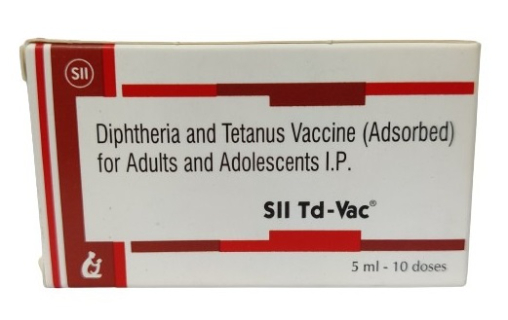 SII
Diphtheria and Tetanus Vaccine (Adsorbed)
for Adults and Adolescents I.P.
SII Td-Vac®
5 ml - 10 doses